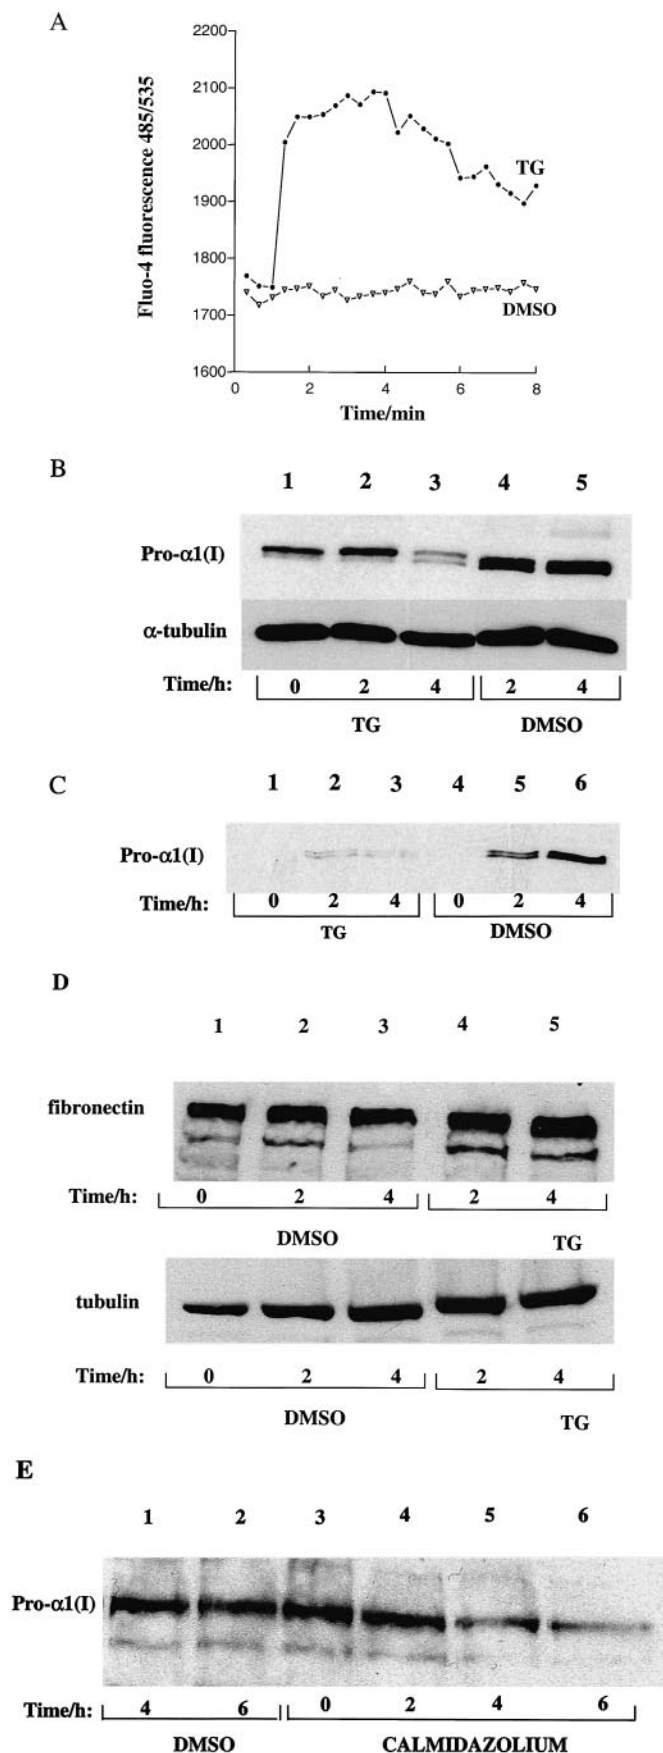 A
2200
2100
2000
1900
1800
1700
1600
Fluo-4 fluorescence 485/535
TG
DMSO
0 2 4 6 8
Time/min
B
1 2 3 4 5
Pro-α1(I)
α-tubulin
Time/h: 0 2 4 2 4
TG DMSO
C
1 2 3 4 5 6
Pro-α1(I)
Time/h: 0 2 4 0 2 4
TG DMSO
D
1 2 3 4 5
fibronectin
Time/h: 0 2 4 2 4
DMSO TG
tubulin
Time/h: 0 2 4 2 4
DMSO TG
E
1 2 3 4 5 6
Pro-α1(I)
Time/h: 4 6 0 2 4 6
DMSO CALMIDAZOLIUM